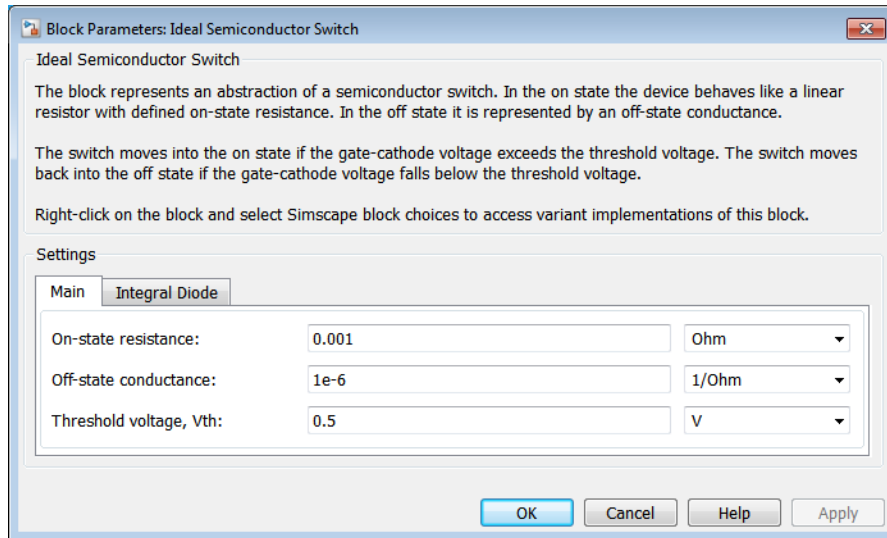 Block Parameters: Ideal Semiconductor Switch
Ideal Semiconductor Switch
The block represents an abstraction of a semiconductor switch. In the on state the device behaves like a linear
resistor with defined on-state resistance. In the off state it is represented by an off-state conductance.
The switch moves into the on state if the gate-cathode voltage exceeds the threshold voltage. The switch moves
back into the off state if the gate-cathode voltage falls below the threshold voltage.
Right-click on the block and select Simscape block choices to access variant implementations of this block.
Settings
Main Integral Diode
On-state resistance: 0.001 Ohm
Off-state conductance: 1e-6 1/Ohm
Threshold voltage, Vth: 0.5 V
OK Cancel Help Apply